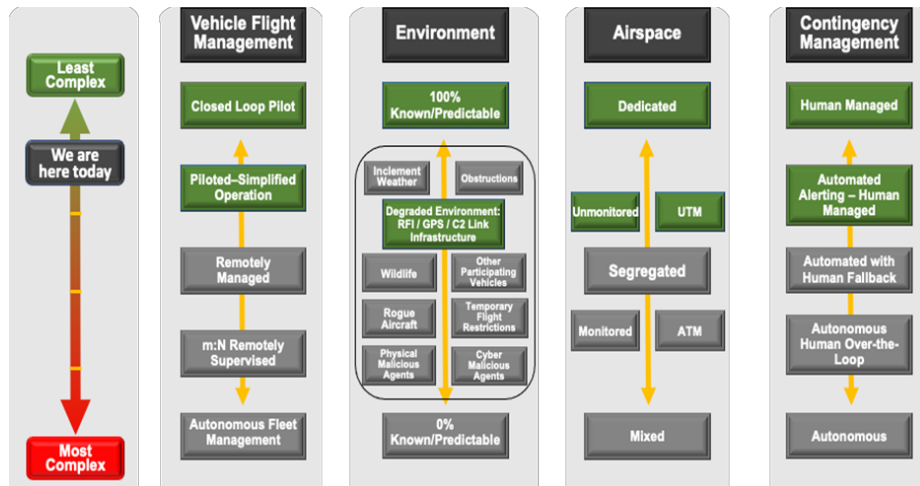 Least
Complex
We are
here today
Most
Complex
Vehicle Flight
Management
Closed Loop Pilot
Piloted–Simplified
Operation
Remotely
Managed
m:N Remotely
Supervised
Autonomous Fleet
Management
Environment
100%
Known/Predictable
Inclement
Weather
Obstructions
Degraded Environment:
RFI / GPS / C2 Link
Infrastructure
Wildlife
Other
Participating
Vehicles
Rogue
Aircraft
Temporary
Flight
Restrictions
Physical
Malicious
Agents
Cyber
Malicious
Agents
0%
Known/Predictable
Airspace
Dedicated
Unmonitored
UTM
Segregated
Monitored
ATM
Mixed
Contingency
Management
Human Managed
Automated
Alerting – Human
Managed
Automated with
Human Fallback
Autonomous
Human Over-the-
Loop
Autonomous